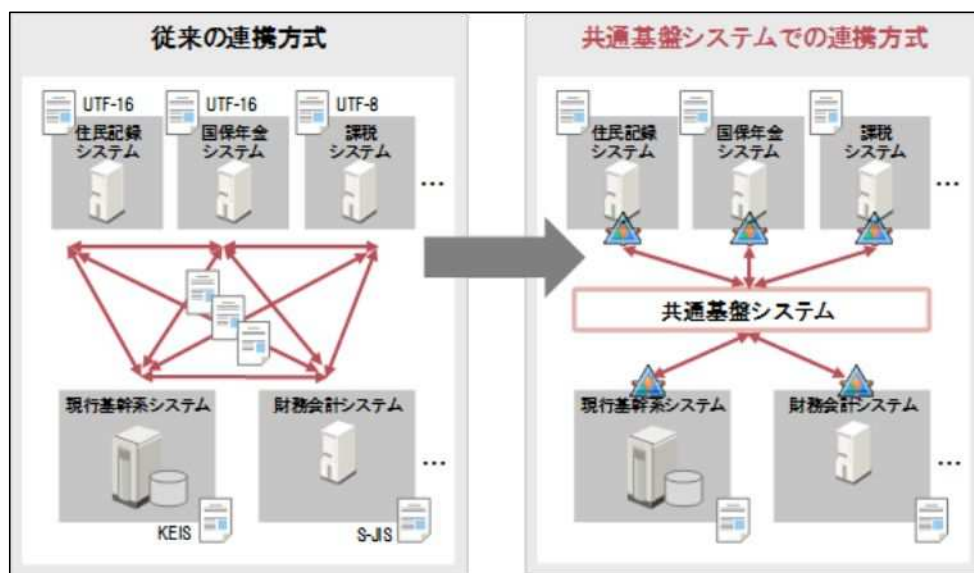 従来の連携方式
UTF-16
UTF-16
UTF-8
住民記録
システム
国保年金
システム
課税
システム
...
現行基幹系システム
財務会計システム
...
KEIS
S-JIS
共通基盤システムでの連携方式
住民記録
システム
国保年金
システム
課税
システム
...
共通基盤システム
現行基幹系システム
財務会計システム
...